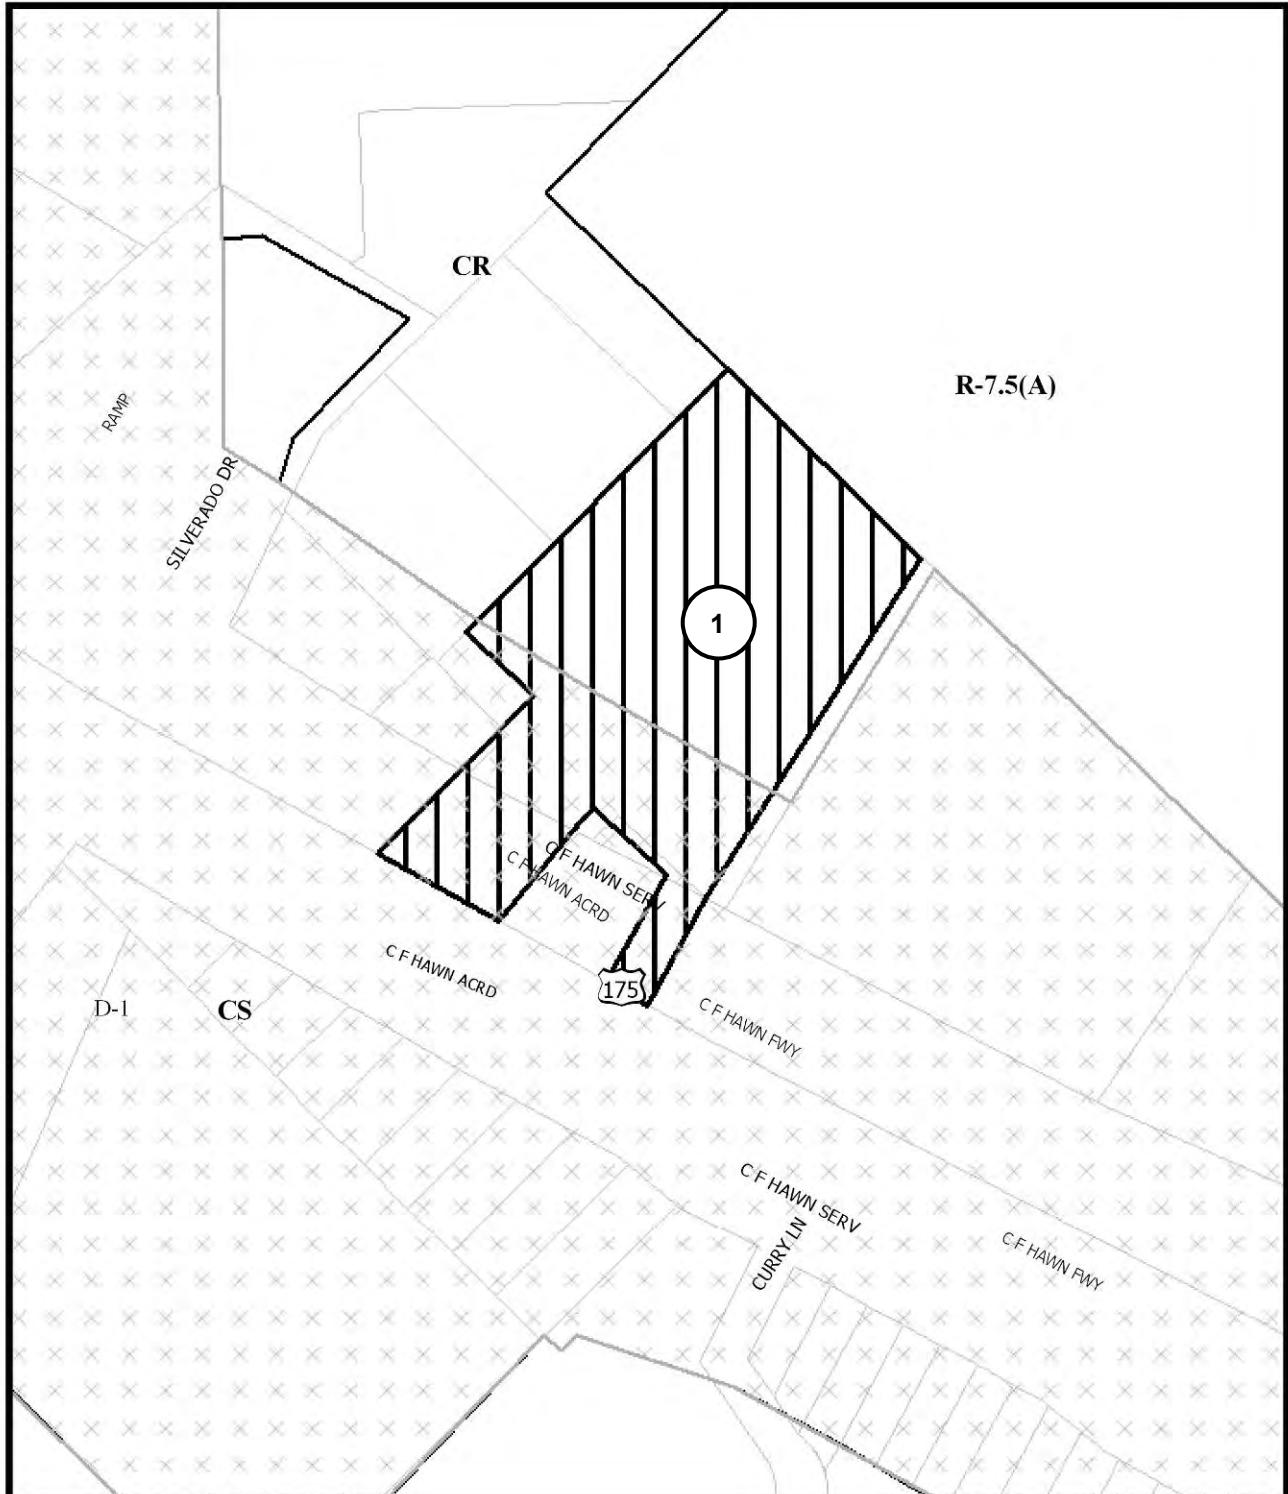 CR
R-7.5(A)
RAMP
SILVERADO DR
1
C F HAWN SERV
C F HAWN ACRD
C F HAWN ACRD
175
D-1
CS
C F HAWN FWY
C F HAWN SERV
CURRY LN
C F HAWN FWY